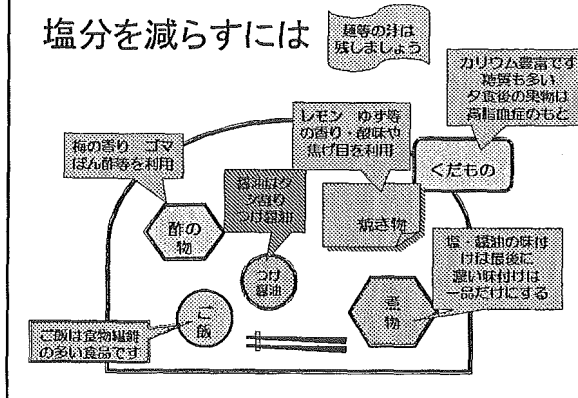 塩分を減らすには
麺等の汁は
残しましょう
カリウム豊富です
糖質も多い
夕食後の果物は
高脂血症のもと
レモン ゆず等
の香り・酸味や
焦げ目を利用
梅の香り ゴマ
ぽん酢等を利用
くだもの
醤油はダ
シ割り
つけ醤油
酢の
物
焼き物
塩・醤油の味付
けは最後に
濃い味付けは
一品だけにする
つけ
醤油
煮
物
ご
飯
ご飯は食物繊維
の多い食品です